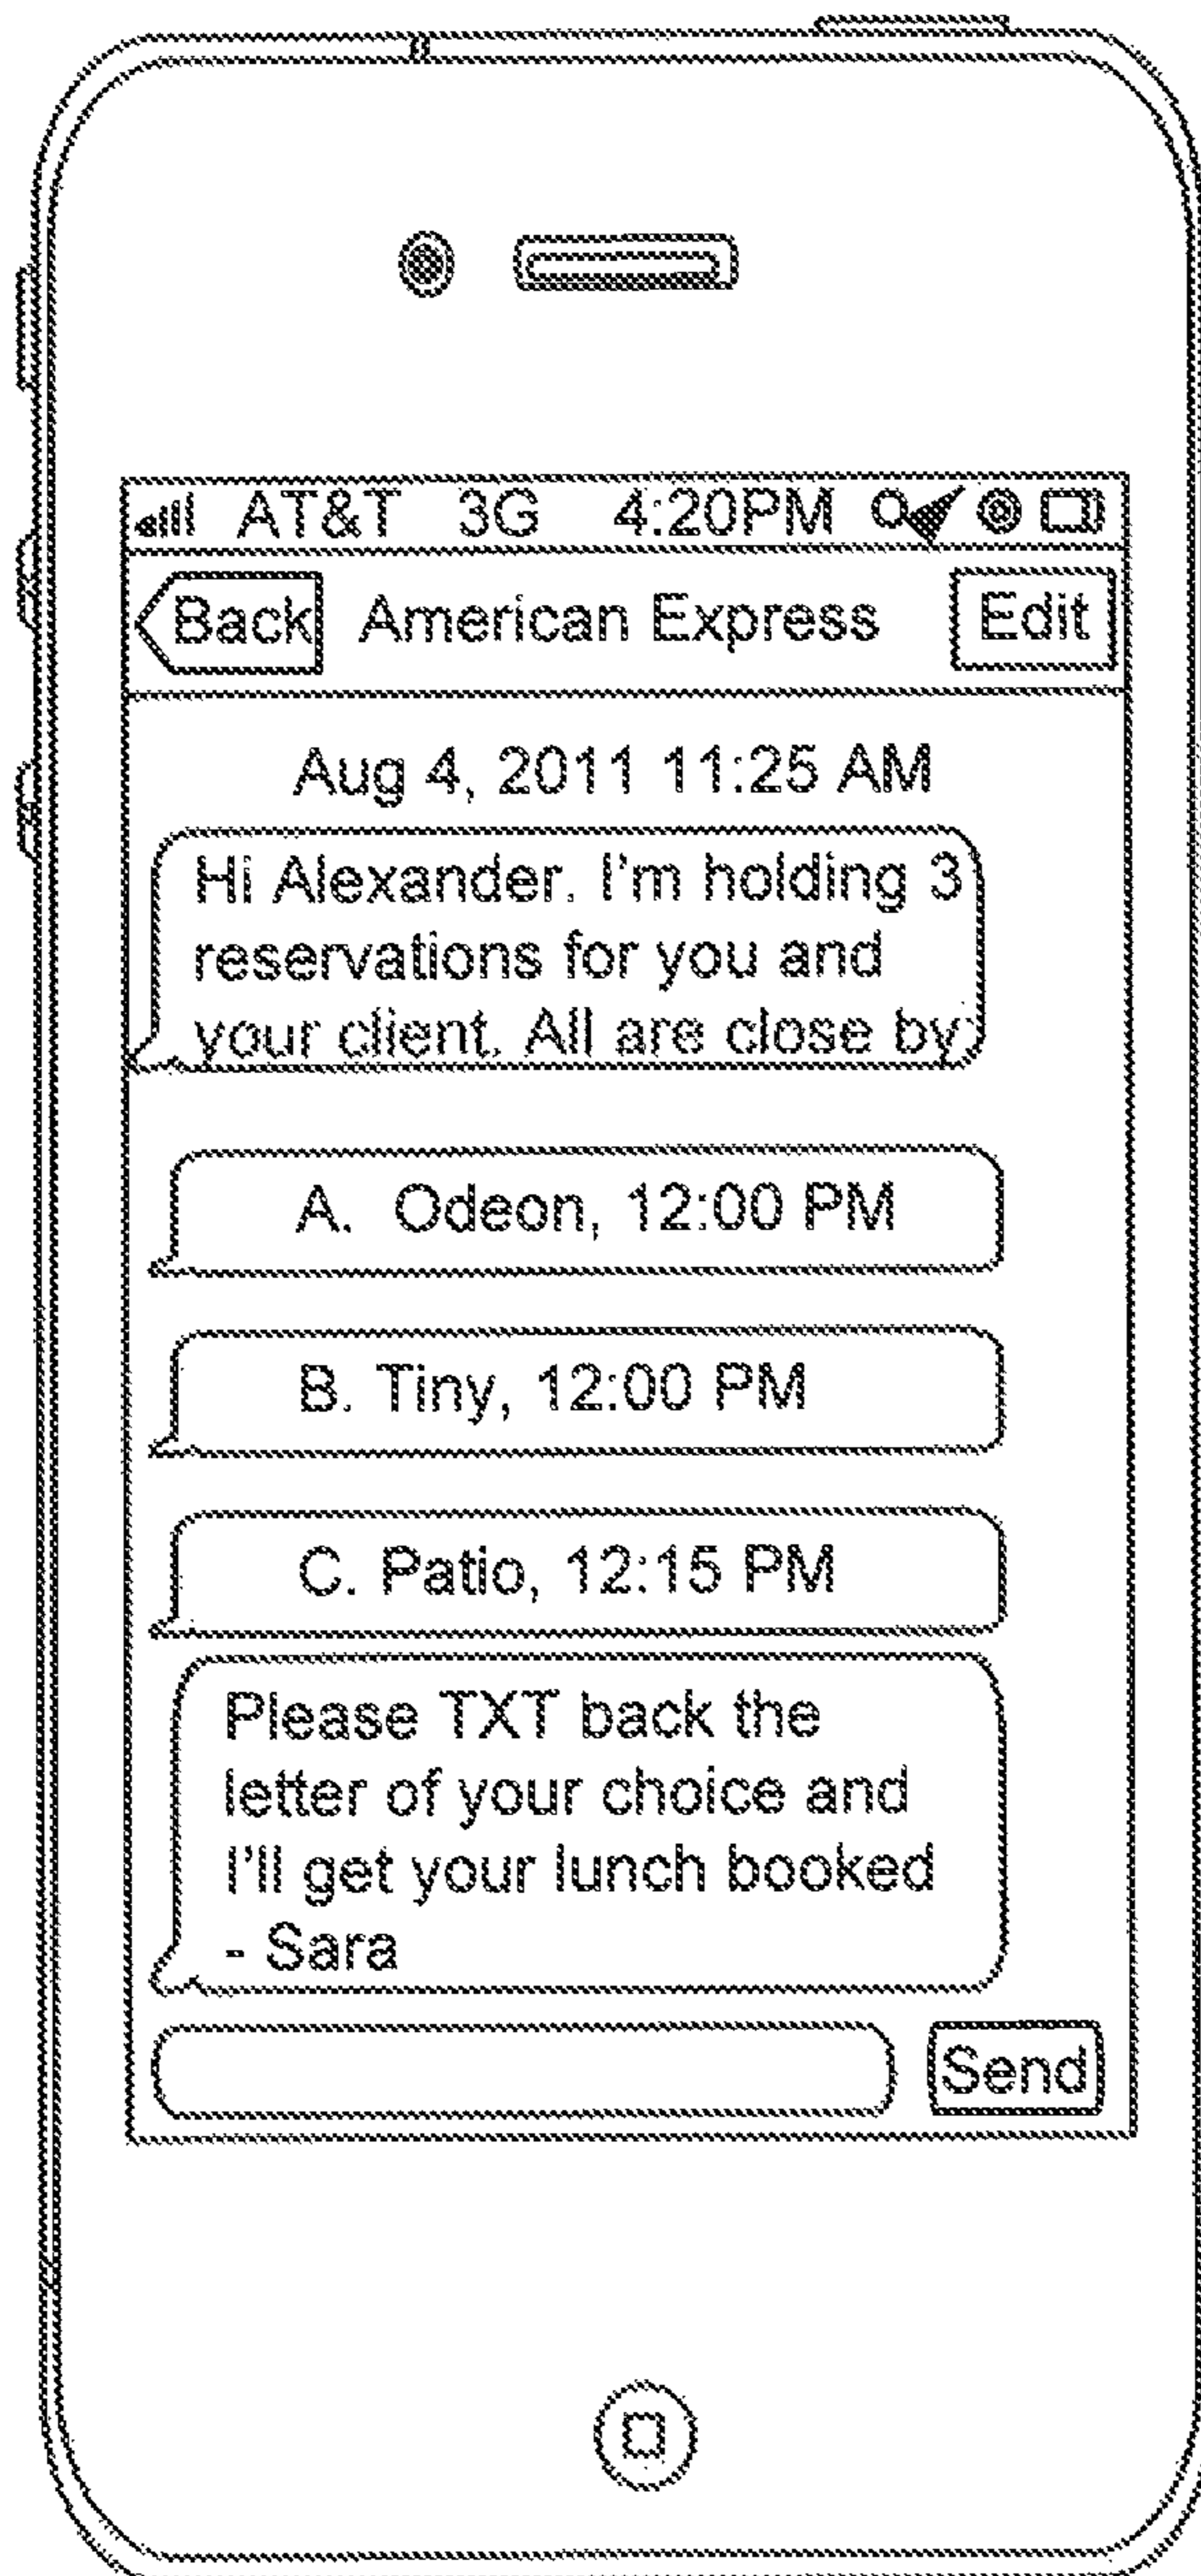 AT&T 3G 4:20PM
Back American Express Edit
Aug 4, 2011 11:25 AM
Hi Alexander. I'm holding 3
reservations for you and
your client. All are close by:
A. Odeon, 12:00 PM
B. Tiny, 12:00 PM
C. Patio, 12:15 PM
Please TXT back the
letter of your choice and
I'll get your lunch booked
- Sara
Send